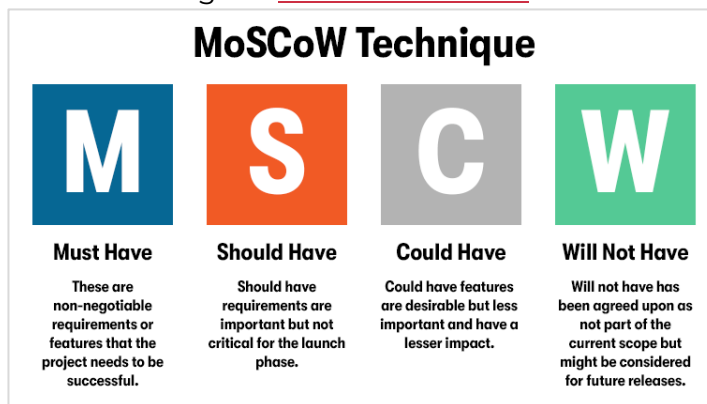 MoSCoW Technique
M
S
C
W
Must Have
Should Have
Could Have
Will Not Have
These are
non-negotiable
requirements or
features that the
project needs to be
successful.
Should have
requirements are
important but not
critical for the launch
phase.
Could have features
are desirable but less
important and have a
lesser impact.
Will not have has
been agreed upon as
not part of the
current scope but
might be considered
for future releases.